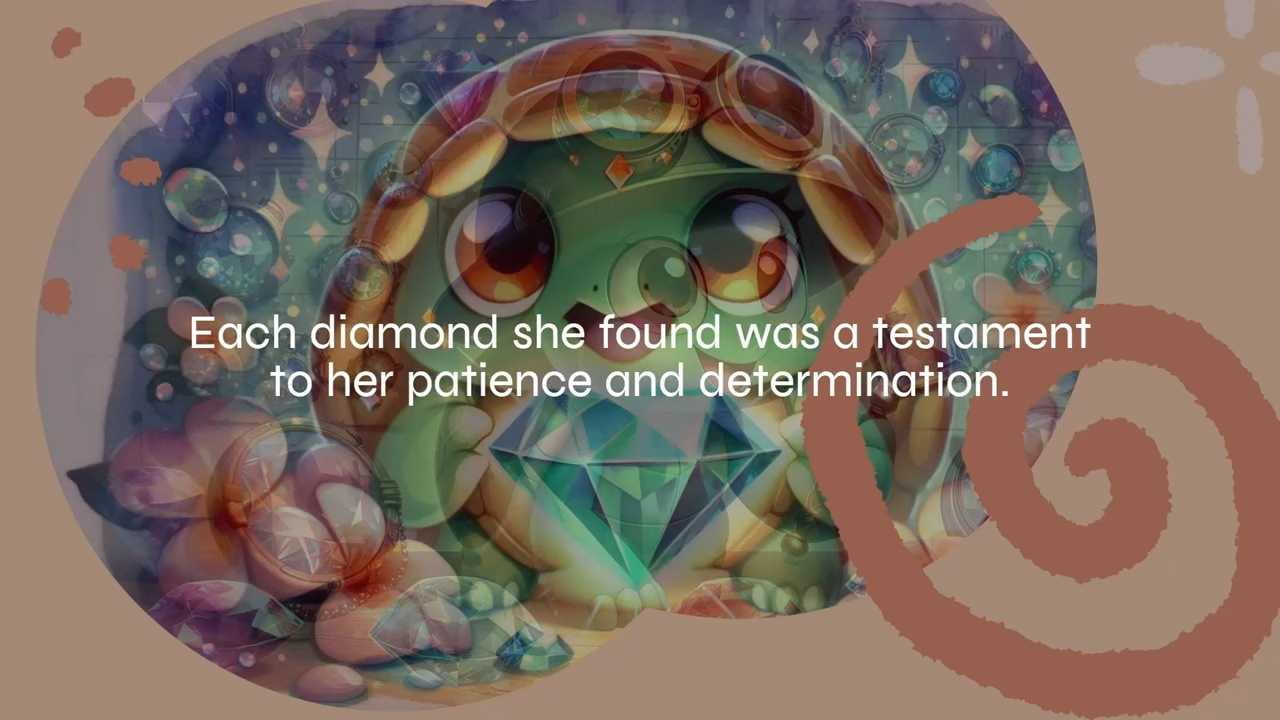 Each diamond she found was a testament
to her patience and determination.